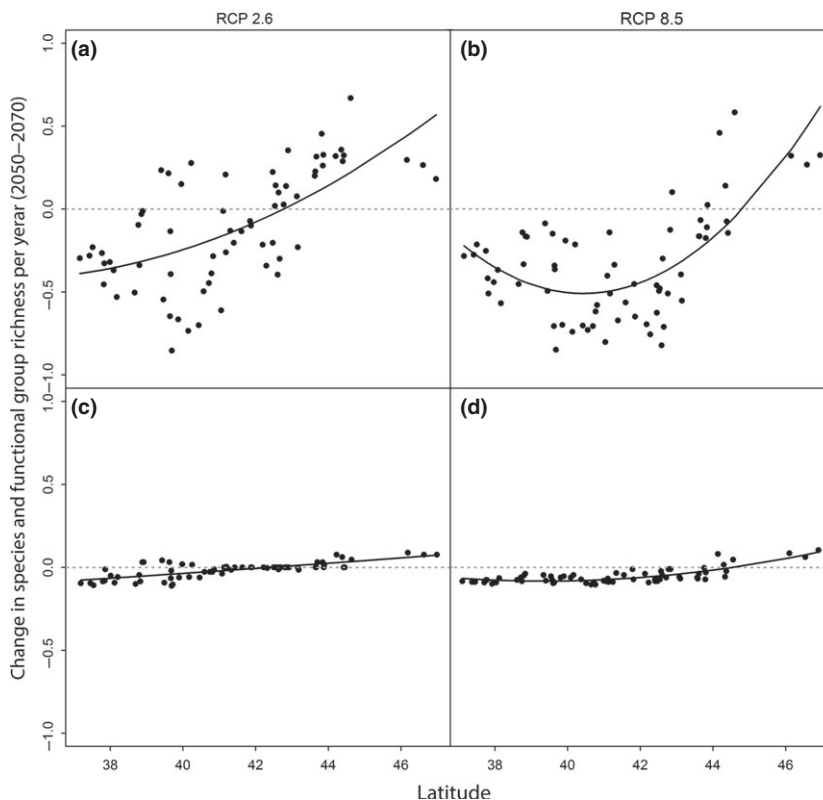 RCP 2.6
RCP 8.5
(a)
(b)
1.0
0.5
0.0
−0.5
−1.0
(c)
(d)
1.0
0.5
0.0
−0.5
−1.0
Change in species and functional group richness per yerar (2050−2070)
38 40 42 44 46
38 40 42 44 46
Latitude